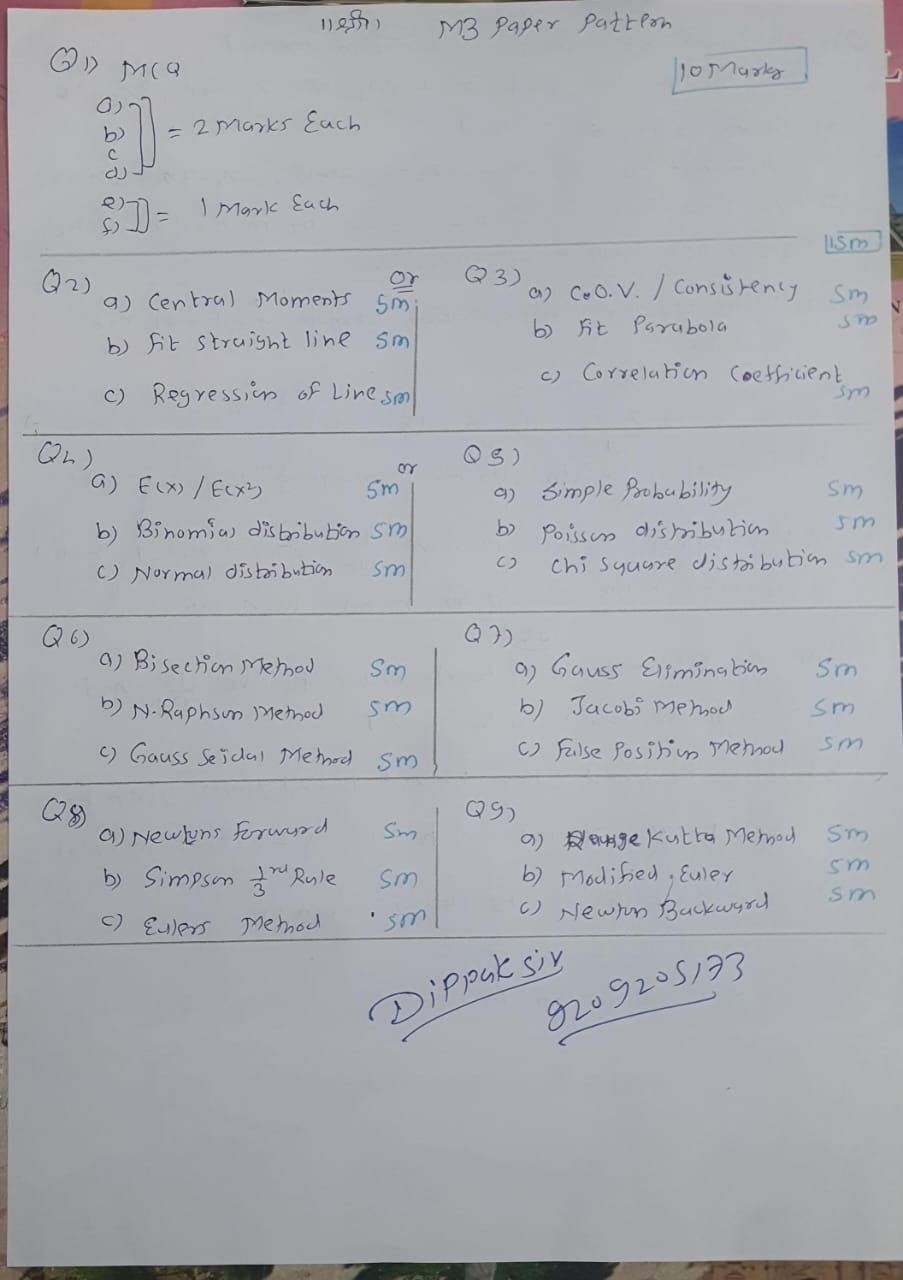 ॥श्री॥ M3 Paper Pattern
Q1) MCQ 10 Marks
a)
b) = 2 Marks Each
c
d)
e) = 1 Mark Each
f)
15m
Q2) or
a) Central Moments 5m
b) Fit straight line 5m
c) Regression of Line 5m
Q3)
a) C.O.V. / Consistency 5m
b) Fit Parabola 5m
c) Correlation Coefficient 5m
Q4) or
a) E(x) / E(x²) 5m
b) Binomial distribution 5m
c) Normal distribution 5m
Q5)
a) Simple Probability 5m
b) Poisson distribution 5m
c) Chi square distribution 5m
Q6)
a) Bisection Method 5m
b) N-Raphson Method 5m
c) Gauss Seidal Method 5m
Q7)
a) Gauss Elimination 5m
b) Jacobi Method 5m
c) False Position Method 5m
Q8)
a) Newtons Forward 5m
b) Simpson 1/3 rd Rule 5m
c) Eulers Method 5m
Q9)
a) Kutta Method 5m
b) Modified Euler 5m
c) Newton Backward 5m
Dippak sir
9209205173